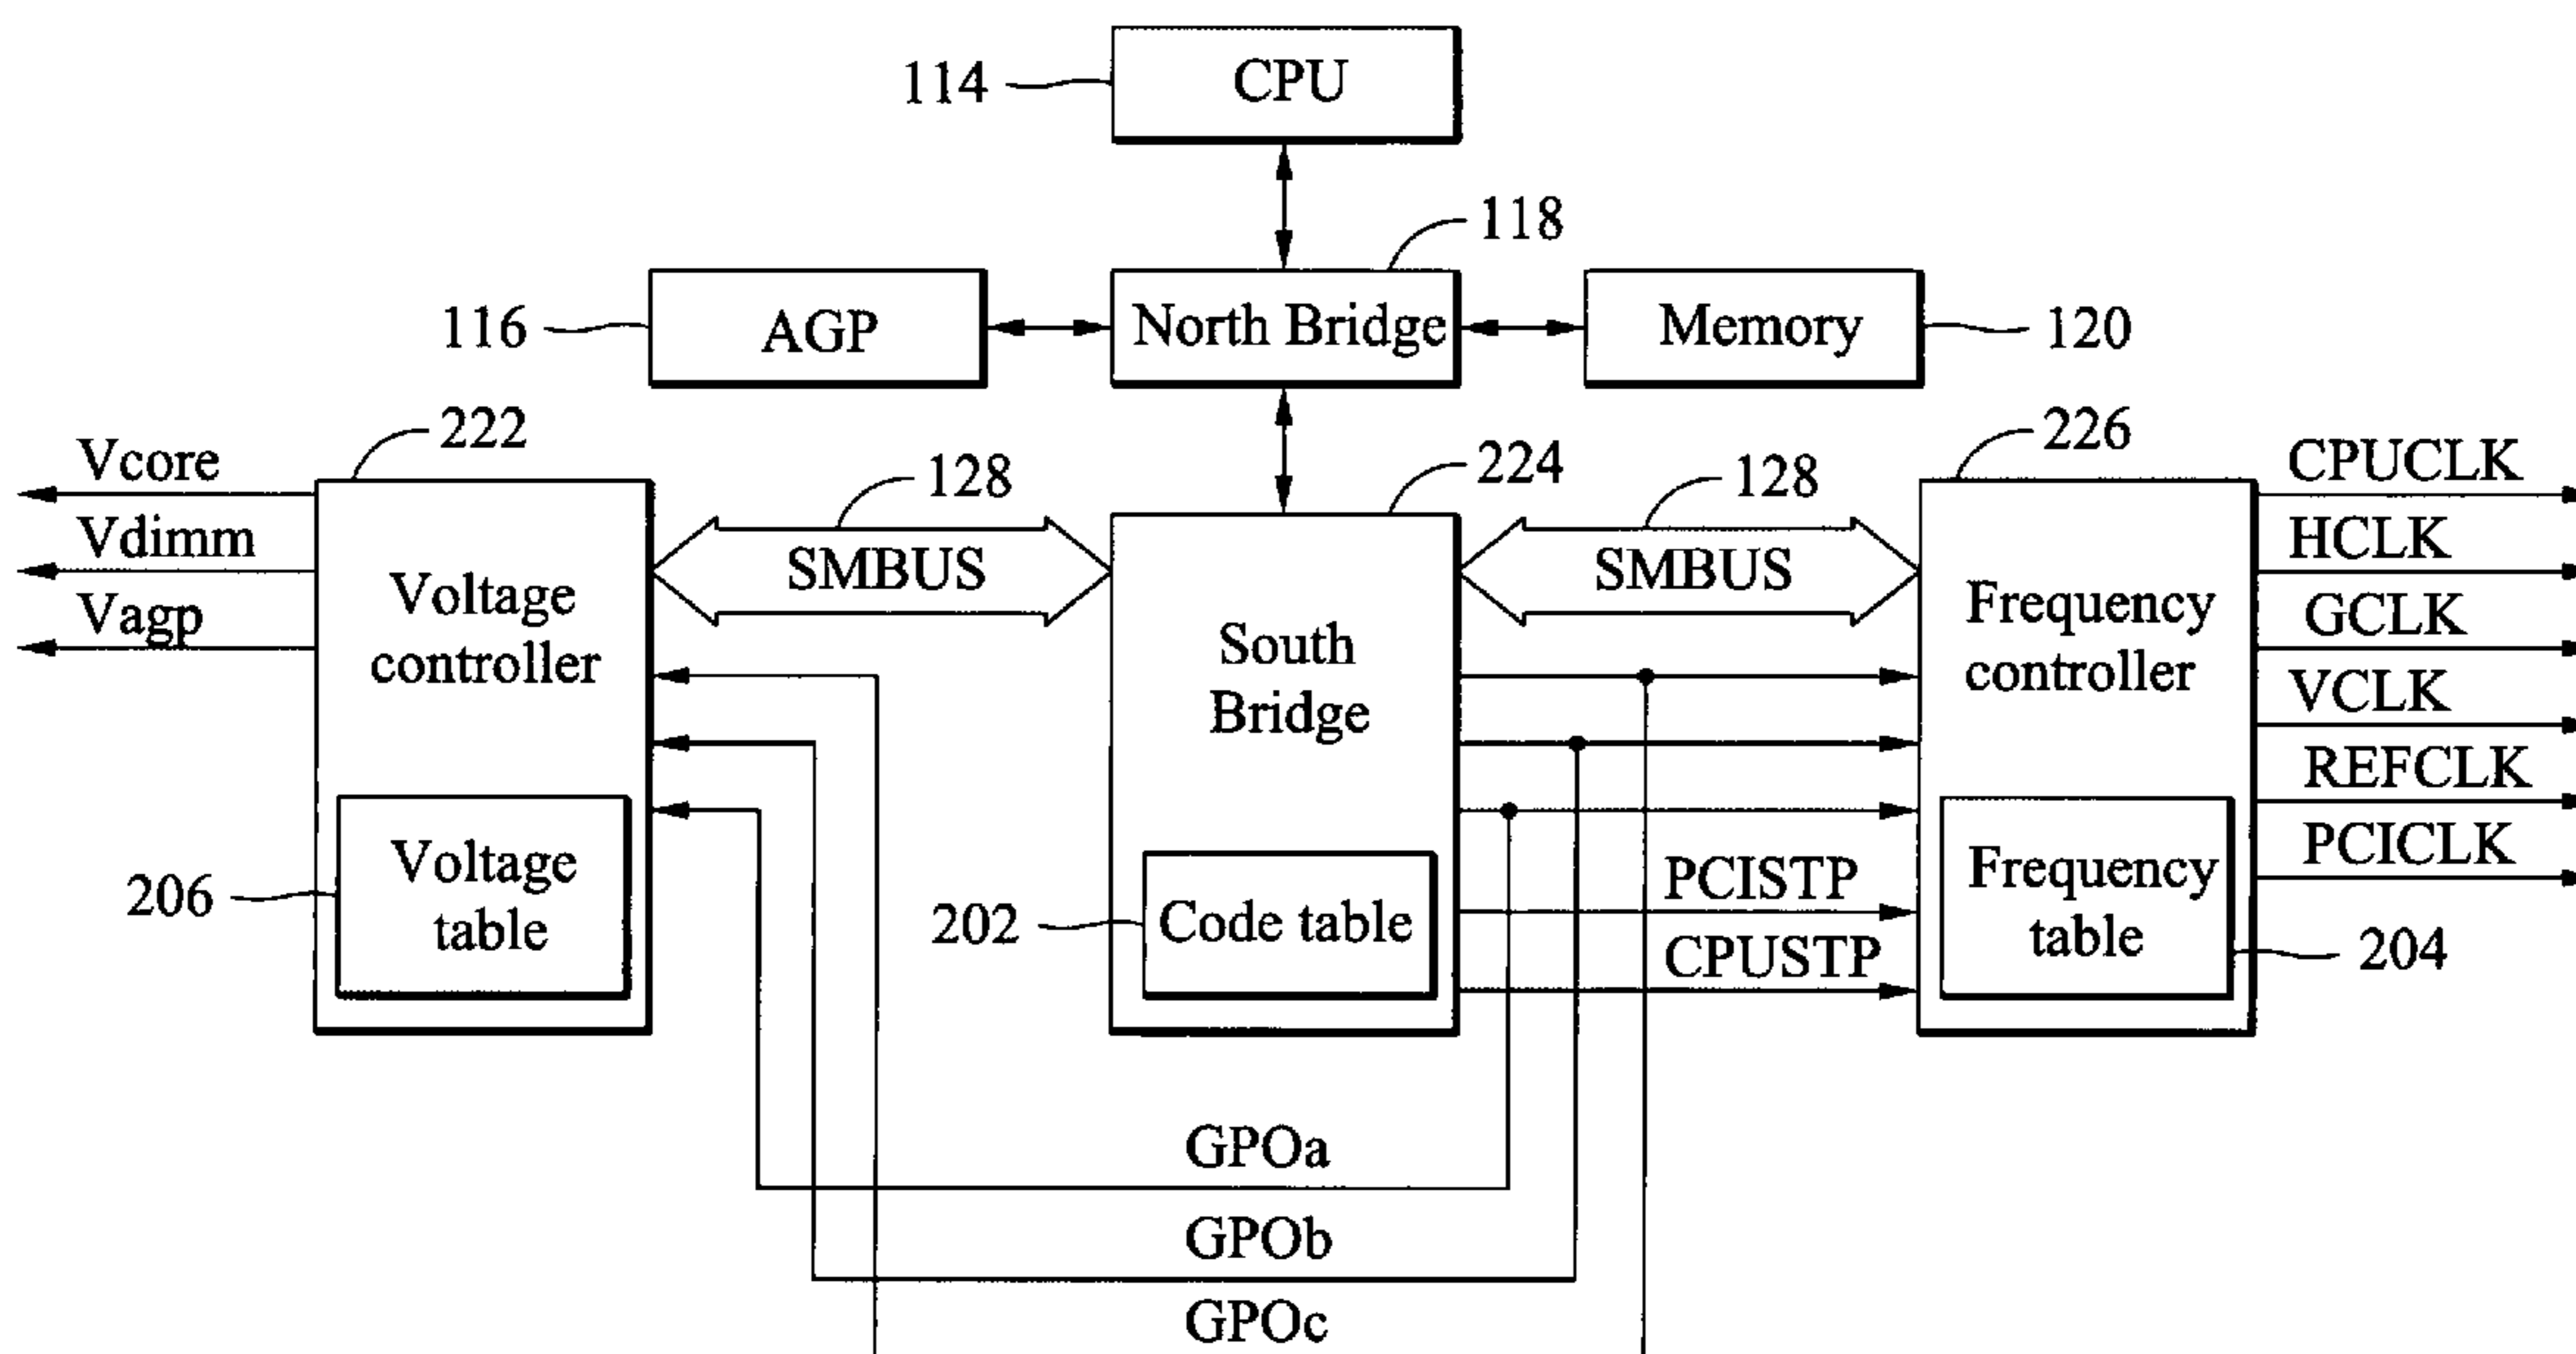 CPU
114
118
AGP
116
North Bridge
Memory
120
222
Vcore
Vdimm
Vagp
Voltage
controller
Voltage
table
206
128
SMBUS
224
South
Bridge
Code table
202
128
SMBUS
226
Frequency
controller
Frequency
table
204
PCISTP
CPUSTP
CPUCLK
HCLK
GCLK
VCLK
REFCLK
PCICLK
GPOa
GPOb
GPOc